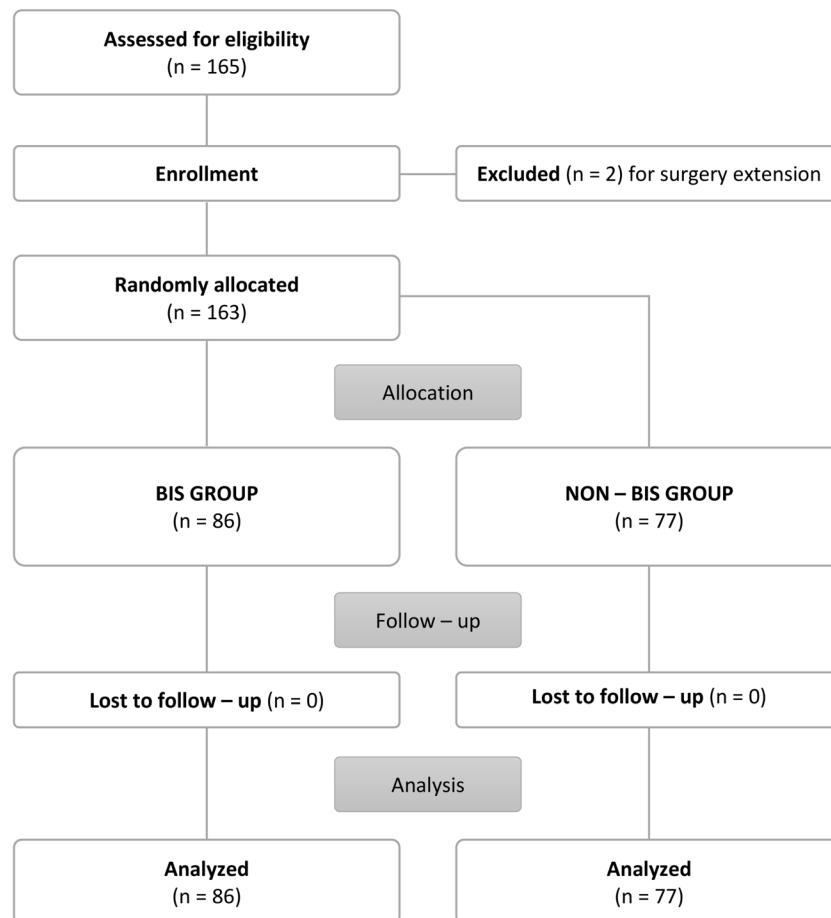 Assessed for eligibility
(n = 165)
Enrollment
Excluded (n = 2) for surgery extension
Randomly allocated
(n = 163)
Allocation
BIS GROUP
(n = 86)
NON – BIS GROUP
(n = 77)
Follow – up
Lost to follow – up (n = 0)
Lost to follow – up (n = 0)
Analysis
Analyzed
(n = 86)
Analyzed
(n = 77)